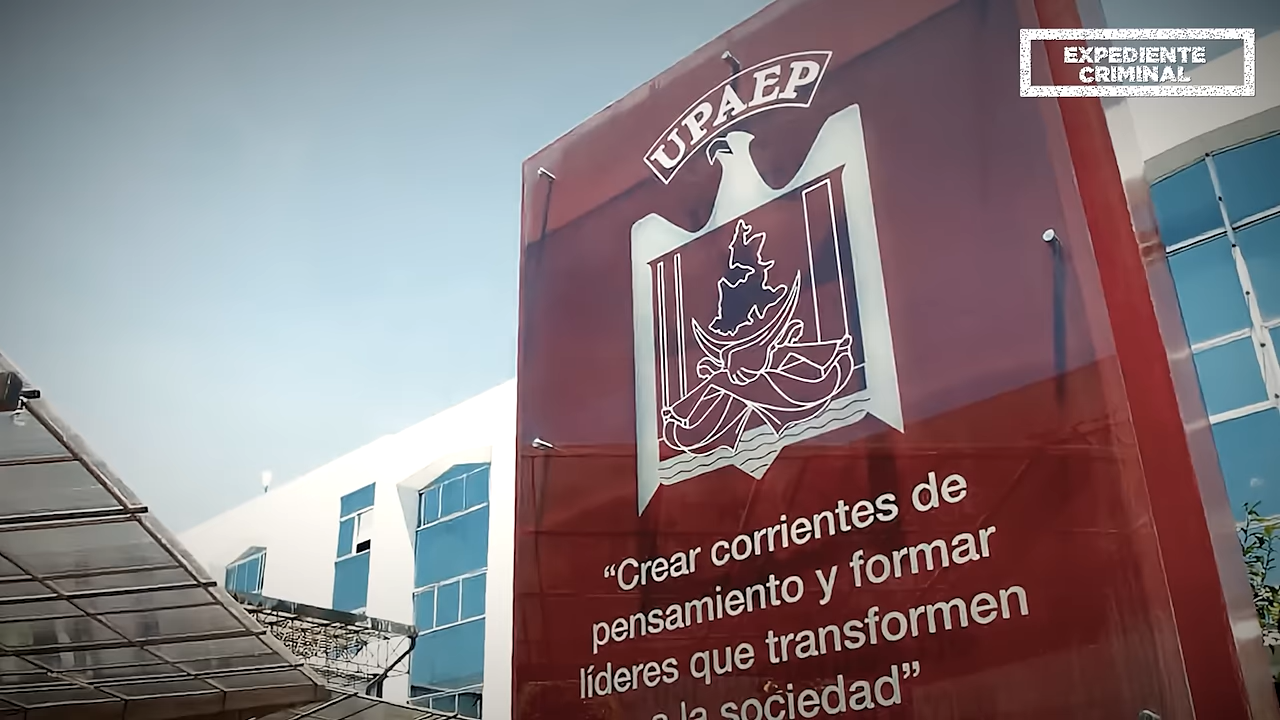 EXPEDIENTE
CRIMINAL
UPAEP
“Crear corrientes de
pensamiento y formar
líderes que transformen
a la sociedad”